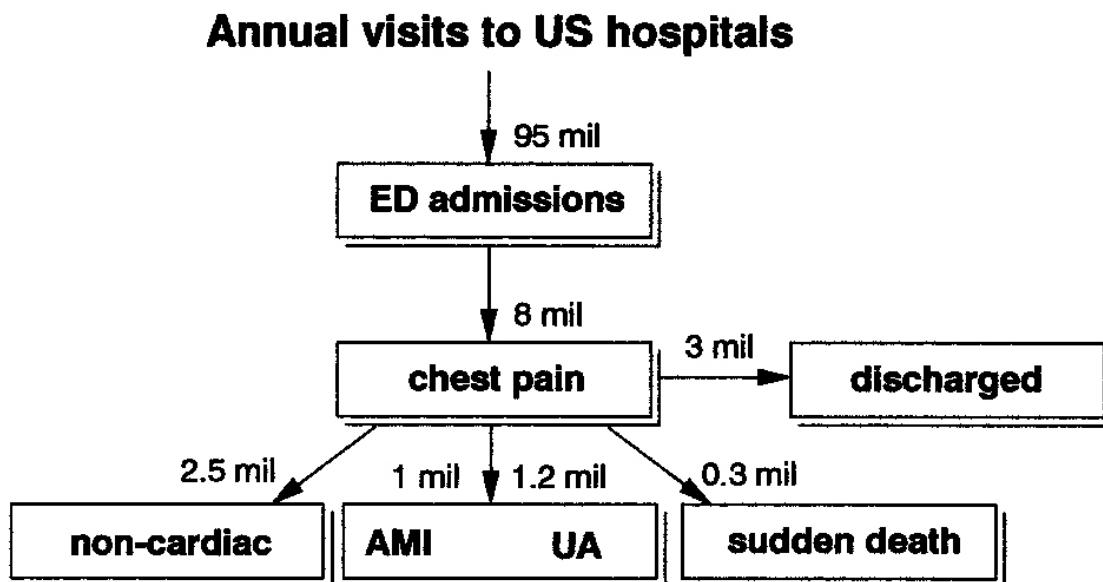 Annual visits to US hospitals
95 mil
ED admissions
8 mil
chest pain
3 mil
discharged
2.5 mil
1 mil
1.2 mil
0.3 mil
non-cardiac
AMI
UA
sudden death